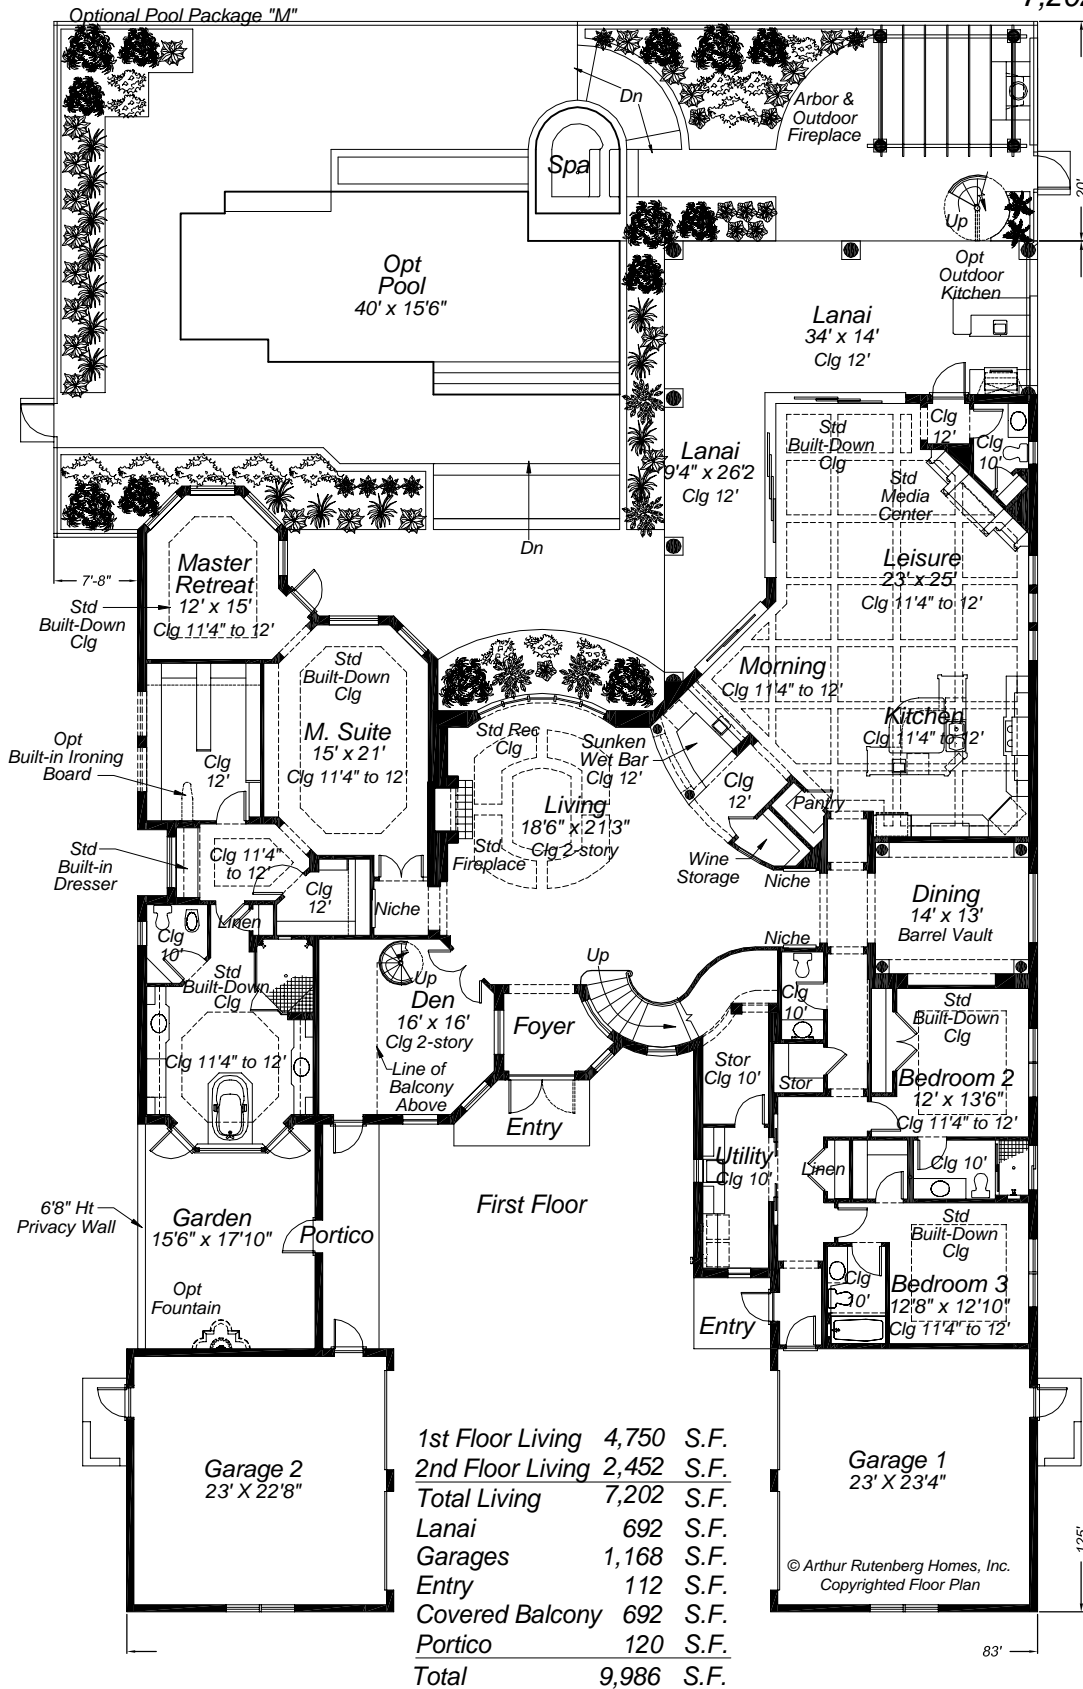 Optional Pool Package "M"
Dn
Arbor &
Outdoor
Fireplace
Spa
20'
Up
Opt
Pool
40' x 15'6"
Opt
Outdoor
Kitchen
Lanai
34' x 14'
Clg 12'
Clg
12'
Clg
10'
Std
Built-Down
Clg
Lanai
9'4" x 26'2
Clg 12'
Std
Media
Center
Dn
Leisure
23' x 25'
Clg 11'4" to 12'
7'-8"
Master
Retreat
12' x 15'
Clg 11'4" to 12'
Std
Built-Down
Clg
Std
Built-Down
Clg
Morning
Clg 11'4" to 12'
Kitchen
Clg 11'4" to 12'
M. Suite
15' x 21'
Clg 11'4" to 12'
Std Rec
Clg
Sunken
Wet Bar
Clg 12'
Opt
Built-in Ironing
Board
Clg
12'
Clg
12'
Living
18'6" x 21'3"
Clg 2-story
Pantry
Std
Fireplace
Std
Built-in
Dresser
Clg 11'4"
to 12'
Wine
Storage
Niche
Clg
12'
Niche
Dining
14' x 13'
Barrel Vault
Linen
Clg
10'
Niche
Std
Built-Down
Clg
Up
Up
Den
16' x 16'
Clg 2-story
Foyer
Clg
10'
Std
Built-Down
Clg
Clg 11'4" to 12'
Line of
Balcony
Above
Stor
Clg 10'
Stor
Bedroom 2
12' x 13'6"
Clg 11'4" to 12'
Entry
Utility
Clg 10'
Linen
Clg 10'
6'8" Ht
Privacy Wall
Garden
15'6" x 17'10"
Portico
First Floor
Std
Built-Down
Clg
Opt
Fountain
Clg
10'
Bedroom 3
12'8" x 12'10"
Clg 11'4" to 12'
Entry
Garage 2
23' X 22'8"
Garage 1
23' X 23'4"
1st Floor Living 4,750 S.F.
2nd Floor Living 2,452 S.F.
Total Living 7,202 S.F.
Lanai 692 S.F.
Garages 1,168 S.F.
Entry 112 S.F.
Covered Balcony 692 S.F.
Portico 120 S.F.
Total 9,986 S.F.
© Arthur Rutenberg Homes, Inc.
Copyrighted Floor Plan
125'
83'